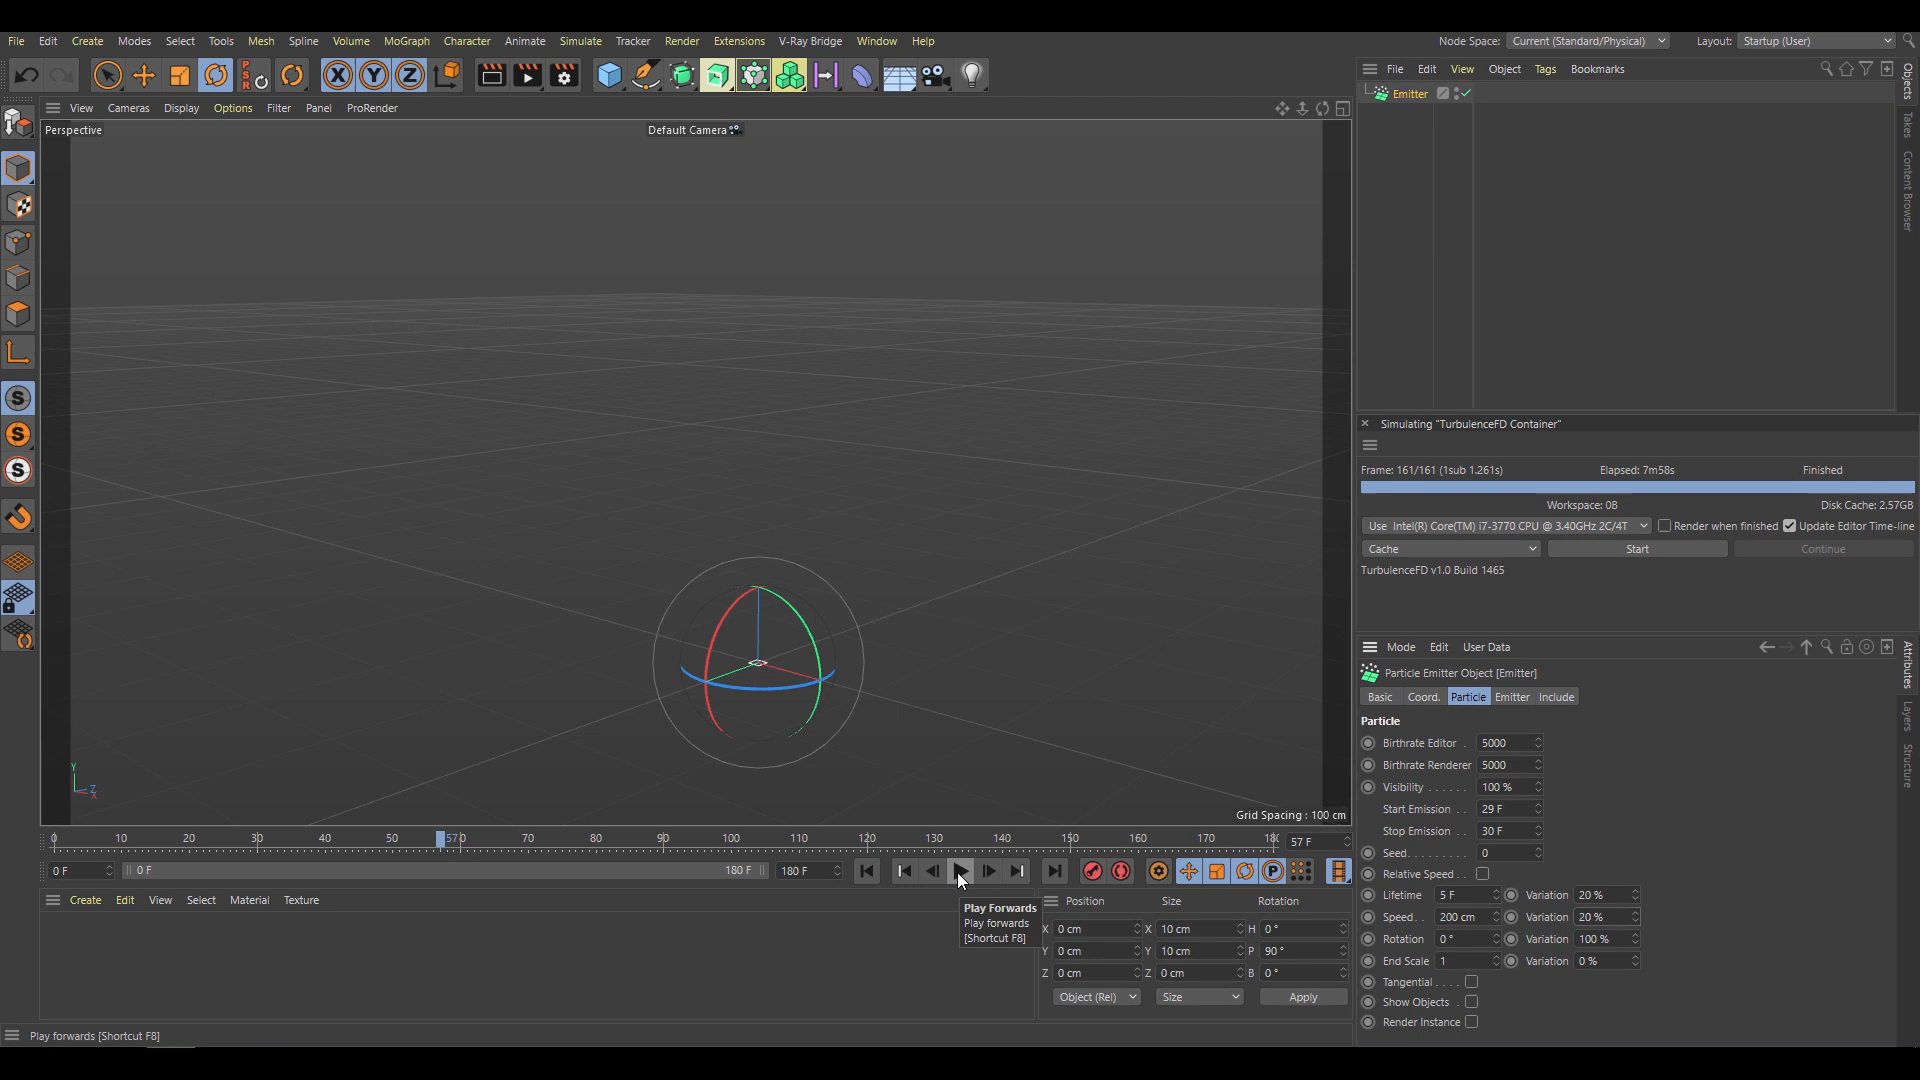 File Edit Create Modes Select Tools Mesh Spline Volume MoGraph Character Animate Simulate Tracker Render Extensions V-Ray Bridge Window Help
Node Space: Current (Standard/Physical) Layout: Startup (User)
P S R
X Y Z
File Edit View Object Tags Bookmarks
Emitter
Objects
Takes
Content Browser
View Cameras Display Options Filter Panel ProRender
Perspective
Default Camera
S
S
S
Y
Z
X
Grid Spacing : 100 cm
Simulating "TurbulenceFD Container"
Frame: 161/161 (1sub 1.261s) Elapsed: 7m58s Finished
Workspace: 0B Disk Cache: 2.57GB
Use Intel(R) Core(TM) i7-3770 CPU @ 3.40GHz 2C/4T Render when finished Update Editor Time-line
Cache Start Continue
TurbulenceFD v1.0 Build 1465
Mode Edit User Data
Particle Emitter Object [Emitter]
Basic Coord. Particle Emitter Include
Particle
Birthrate Editor . 5000
Birthrate Renderer 5000
Visibility . . . . . . 100 %
Start Emission . . 29 F
Stop Emission . . 30 F
Seed. . . . . . . . . 0
Relative Speed . .
Lifetime 5 F Variation 20 %
Speed. . 200 cm Variation 20 %
Rotation 0 ° Variation 100 %
End Scale 1 Variation 0 %
Tangential . . . .
Show Objects .
Render Instance
Attributes
Layers
Structure
0 10 20 30 40 50 570 70 80 90 100 110 120 130 140 150 160 170 18( 57 F
0 F 0 F 180 F 180 F P
Create Edit View Select Material Texture
Play Forwards
Play forwards
[Shortcut F8]
Position Size Rotation
X 0 cm X 10 cm H 0 °
Y 0 cm Y 10 cm P 90 °
Z 0 cm Z 0 cm B 0 °
Object (Rel) Size Apply
Play forwards [Shortcut F8]